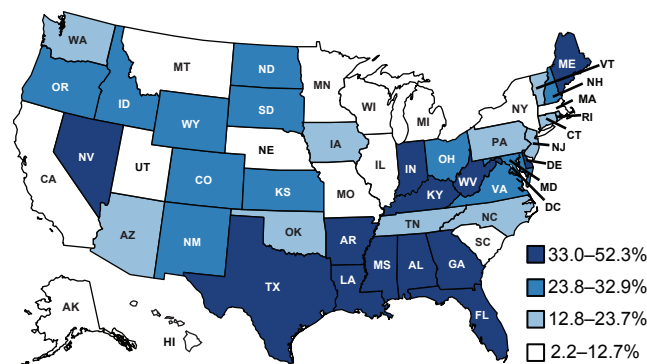 WA
MT
ND
MN
ME
VT
NH
MA
RI
CT
NJ
DE
MD
DC
OR
ID
WY
SD
WI
MI
NY
NV
UT
CO
NE
IA
IL
IN
OH
PA
CA
KS
MO
KY
WV
VA
AZ
NM
OK
AR
TN
NC
SC
TX
LA
MS
AL
GA
FL
AK
HI
33.0–52.3%
23.8–32.9%
12.8–23.7%
2.2–12.7%